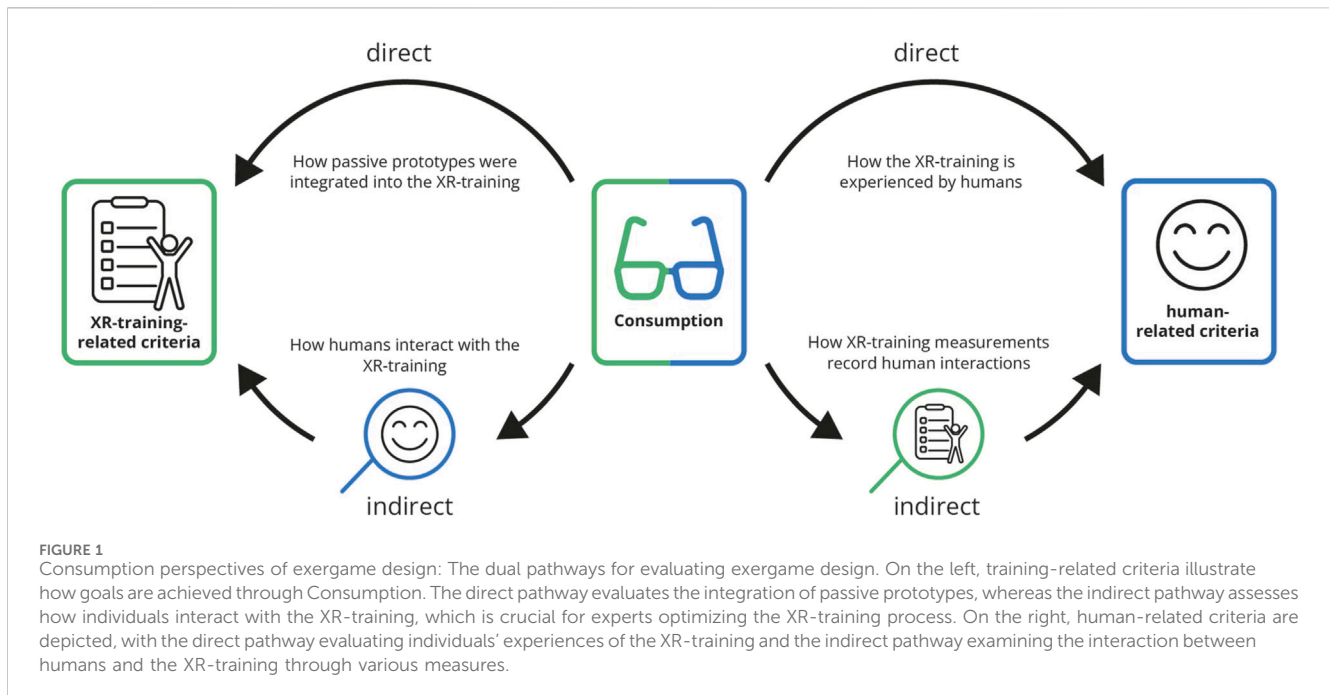 direct
direct
How passive prototypes were
integrated into the XR-training
How the XR-training is
experienced by humans
XR-training-
related criteria
Consumption
human-
related criteria
How humans interact with the
XR-training
How XR-training measurements
record human interactions
indirect
indirect
FIGURE 1
Consumption perspectives of exergame design: The dual pathways for evaluating exergame design. On the left, training-related criteria illustrate
how goals are achieved through Consumption. The direct pathway evaluates the integration of passive prototypes, whereas the indirect pathway assesses
how individuals interact with the XR-training, which is crucial for experts optimizing the XR-training process. On the right, human-related criteria are
depicted, with the direct pathway evaluating individuals’ experiences of the XR-training and the indirect pathway examining the interaction between
humans and the XR-training through various measures.